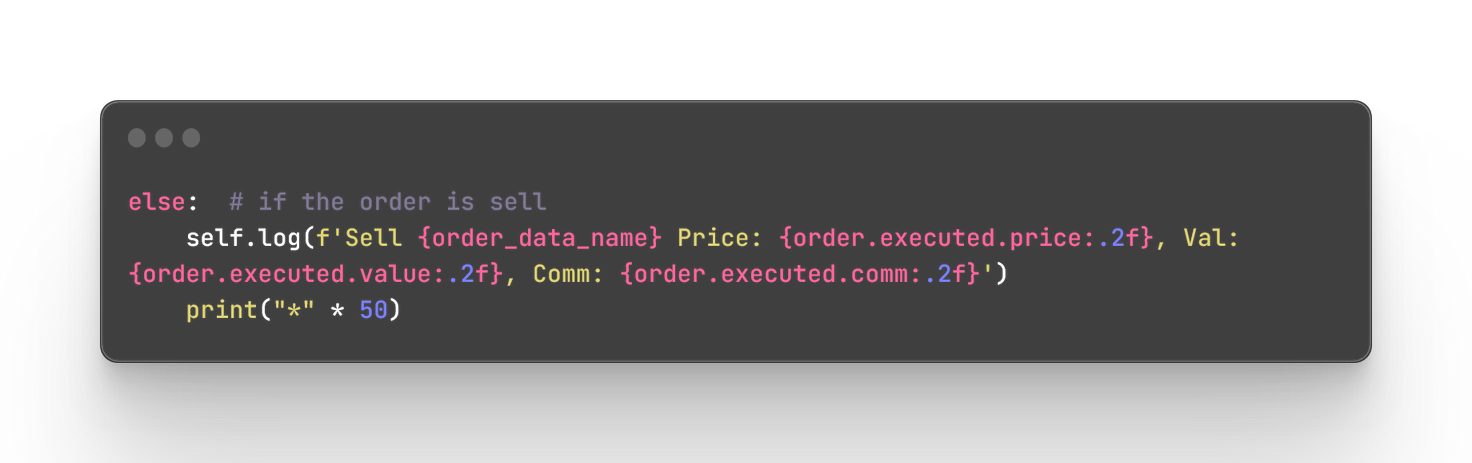 else:  # if the order is sell
    self.log(f'Sell {order_data_name} Price: {order.executed.price:.2f}, Val:
{order.executed.value:.2f}, Comm: {order.executed.comm:.2f}')
    print("*" * 50)